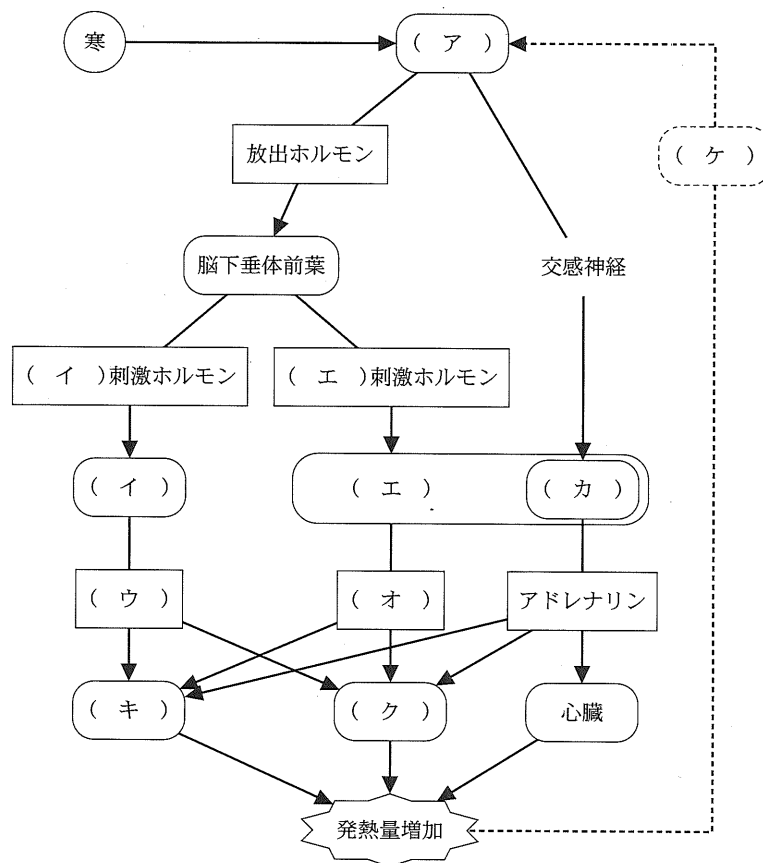 寒
( ア )
放出ホルモン
( ケ )
脳下垂体前葉
交感神経
( イ )刺激ホルモン
( エ )刺激ホルモン
( イ )
( エ )
( カ )
( ウ )
( オ )
アドレナリン
( キ )
( ク )
心臓
発熱量増加